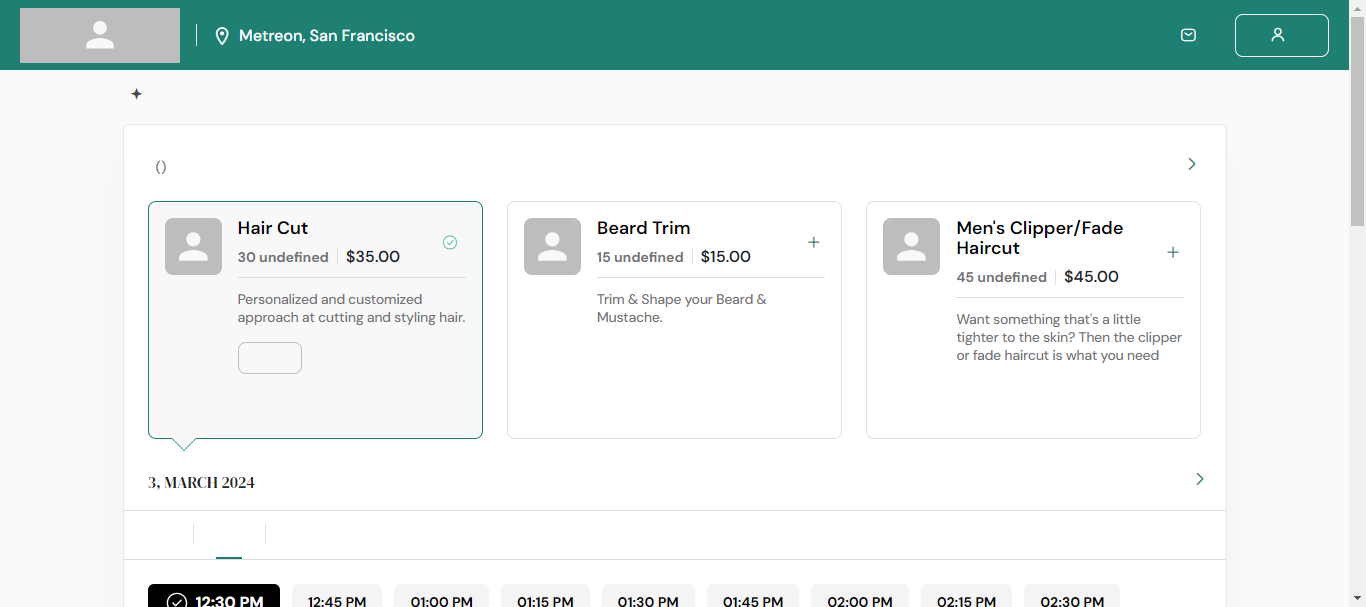 Metreon, San Francisco
()
Hair Cut
30 undefined $35.00
Personalized and customized
approach at cutting and styling hair.
Beard Trim
15 undefined $15.00
Trim & Shape your Beard &
Mustache.
Men's Clipper/Fade
Haircut
45 undefined $45.00
Want something that's a little
tighter to the skin? Then the clipper
or fade haircut is what you need
3, MARCH 2024
12:30 PM 12:45 PM 01:00 PM 01:15 PM 01:30 PM 01:45 PM 02:00 PM 02:15 PM 02:30 PM